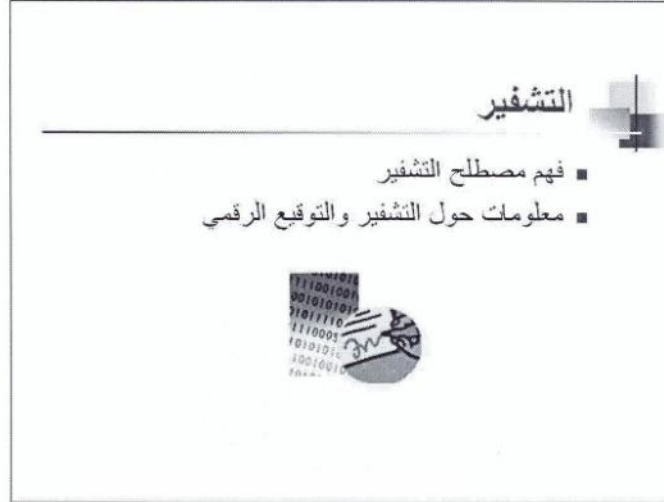 التشفير
▪ فهم مصطلح التشفير
▪ معلومات حول التشفير والتوقيع الرقمي